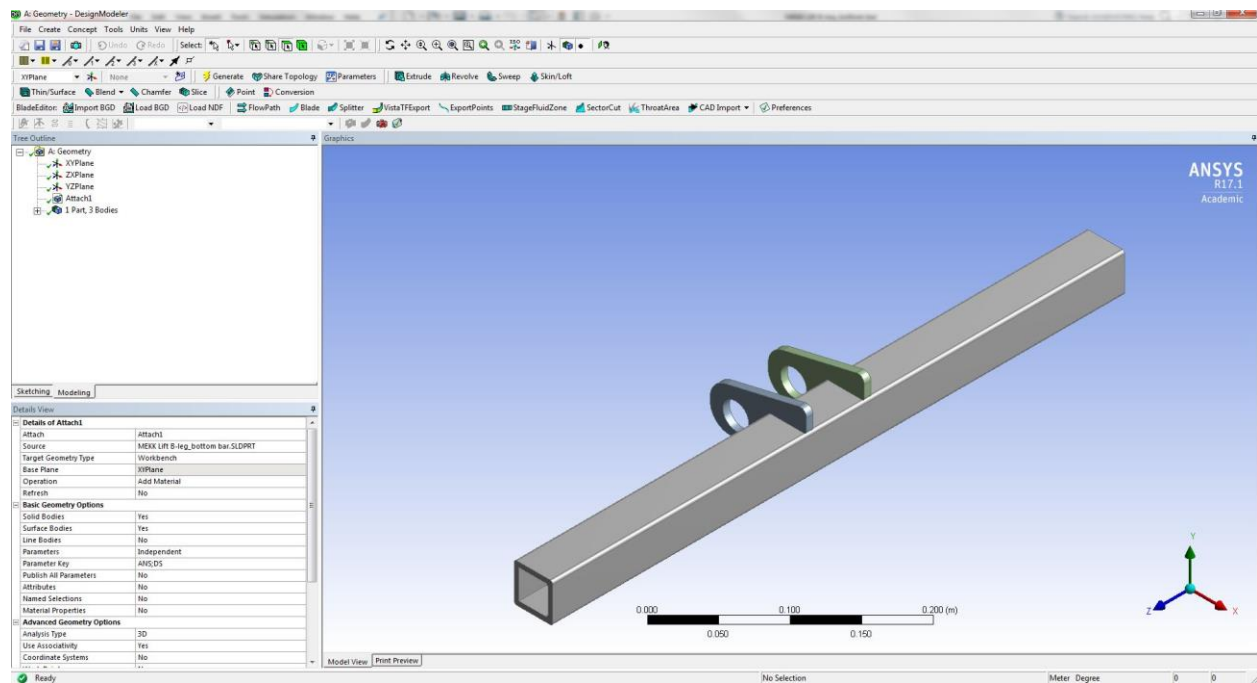 A: Geometry - DesignModeler
File Create Concept Tools Units View Help
Undo Redo Select:
XYPlane None Generate Share Topology Parameters Extrude Revolve Sweep Skin/Loft
Thin/Surface Blend Chamfer Slice Point Conversion
BladeEditor: Import BGD Load BGD Load NDF FlowPath Blade Splitter VistaTFExport ExportPoints StageFluidZone SectorCut ThroatArea CAD Import Preferences
Tree Outline
A: Geometry
XYPlane
ZXPlane
YZPlane
Attach1
1 Part, 3 Bodies
Sketching Modeling
Details View
Details of Attach1
Attach Attach1
Source MEKK Lift B-leg_bottom bar.SLDPRT
Target Geometry Type Workbench
Base Plane XYPlane
Operation Add Material
Refresh No
Basic Geometry Options
Solid Bodies Yes
Surface Bodies Yes
Line Bodies No
Parameters Independent
Parameter Key ANS;DS
Publish All Parameters No
Attributes No
Named Selections No
Material Properties No
Advanced Geometry Options
Analysis Type 3D
Use Associativity Yes
Coordinate Systems No
Graphics
ANSYS
R17.1
Academic
0.000 0.100 0.200 (m)
0.050 0.150
Y
Z X
Model View Print Preview
Ready No Selection Meter Degree 0 0